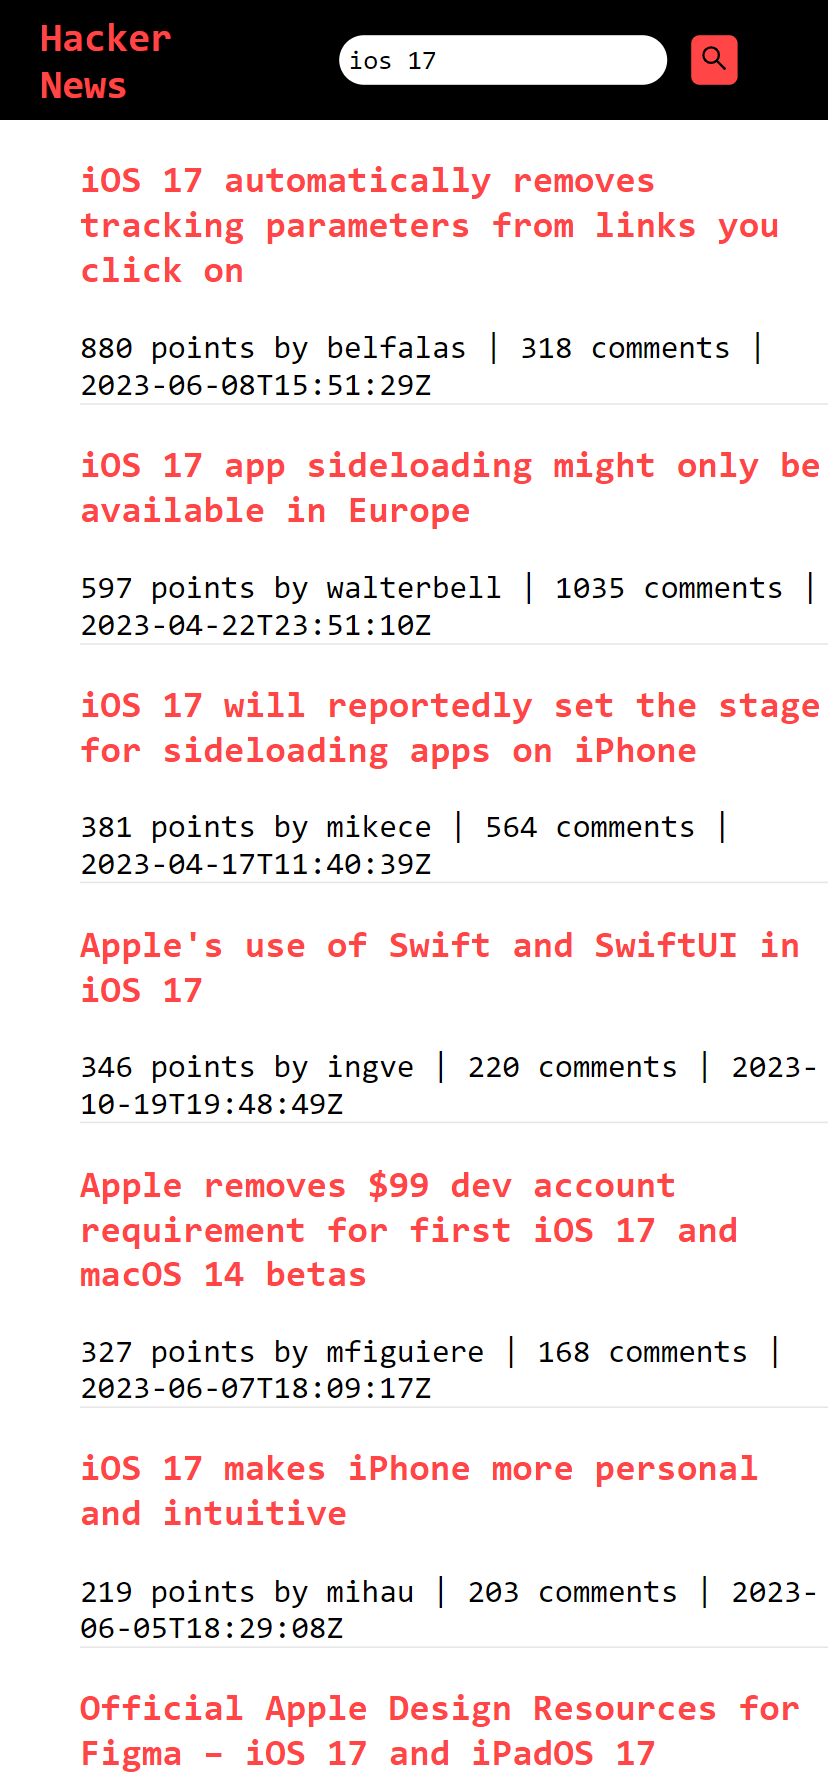 Hacker
News
ios 17
iOS 17 automatically removes
tracking parameters from links you
click on
880 points by belfalas | 318 comments |
2023-06-08T15:51:29Z
iOS 17 app sideloading might only be
available in Europe
597 points by walterbell | 1035 comments |
2023-04-22T23:51:10Z
iOS 17 will reportedly set the stage
for sideloading apps on iPhone
381 points by mikece | 564 comments |
2023-04-17T11:40:39Z
Apple's use of Swift and SwiftUI in
iOS 17
346 points by ingve | 220 comments | 2023-
10-19T19:48:49Z
Apple removes $99 dev account
requirement for first iOS 17 and
macOS 14 betas
327 points by mfiguiere | 168 comments |
2023-06-07T18:09:17Z
iOS 17 makes iPhone more personal
and intuitive
219 points by mihau | 203 comments | 2023-
06-05T18:29:08Z
Official Apple Design Resources for
Figma – iOS 17 and iPadOS 17